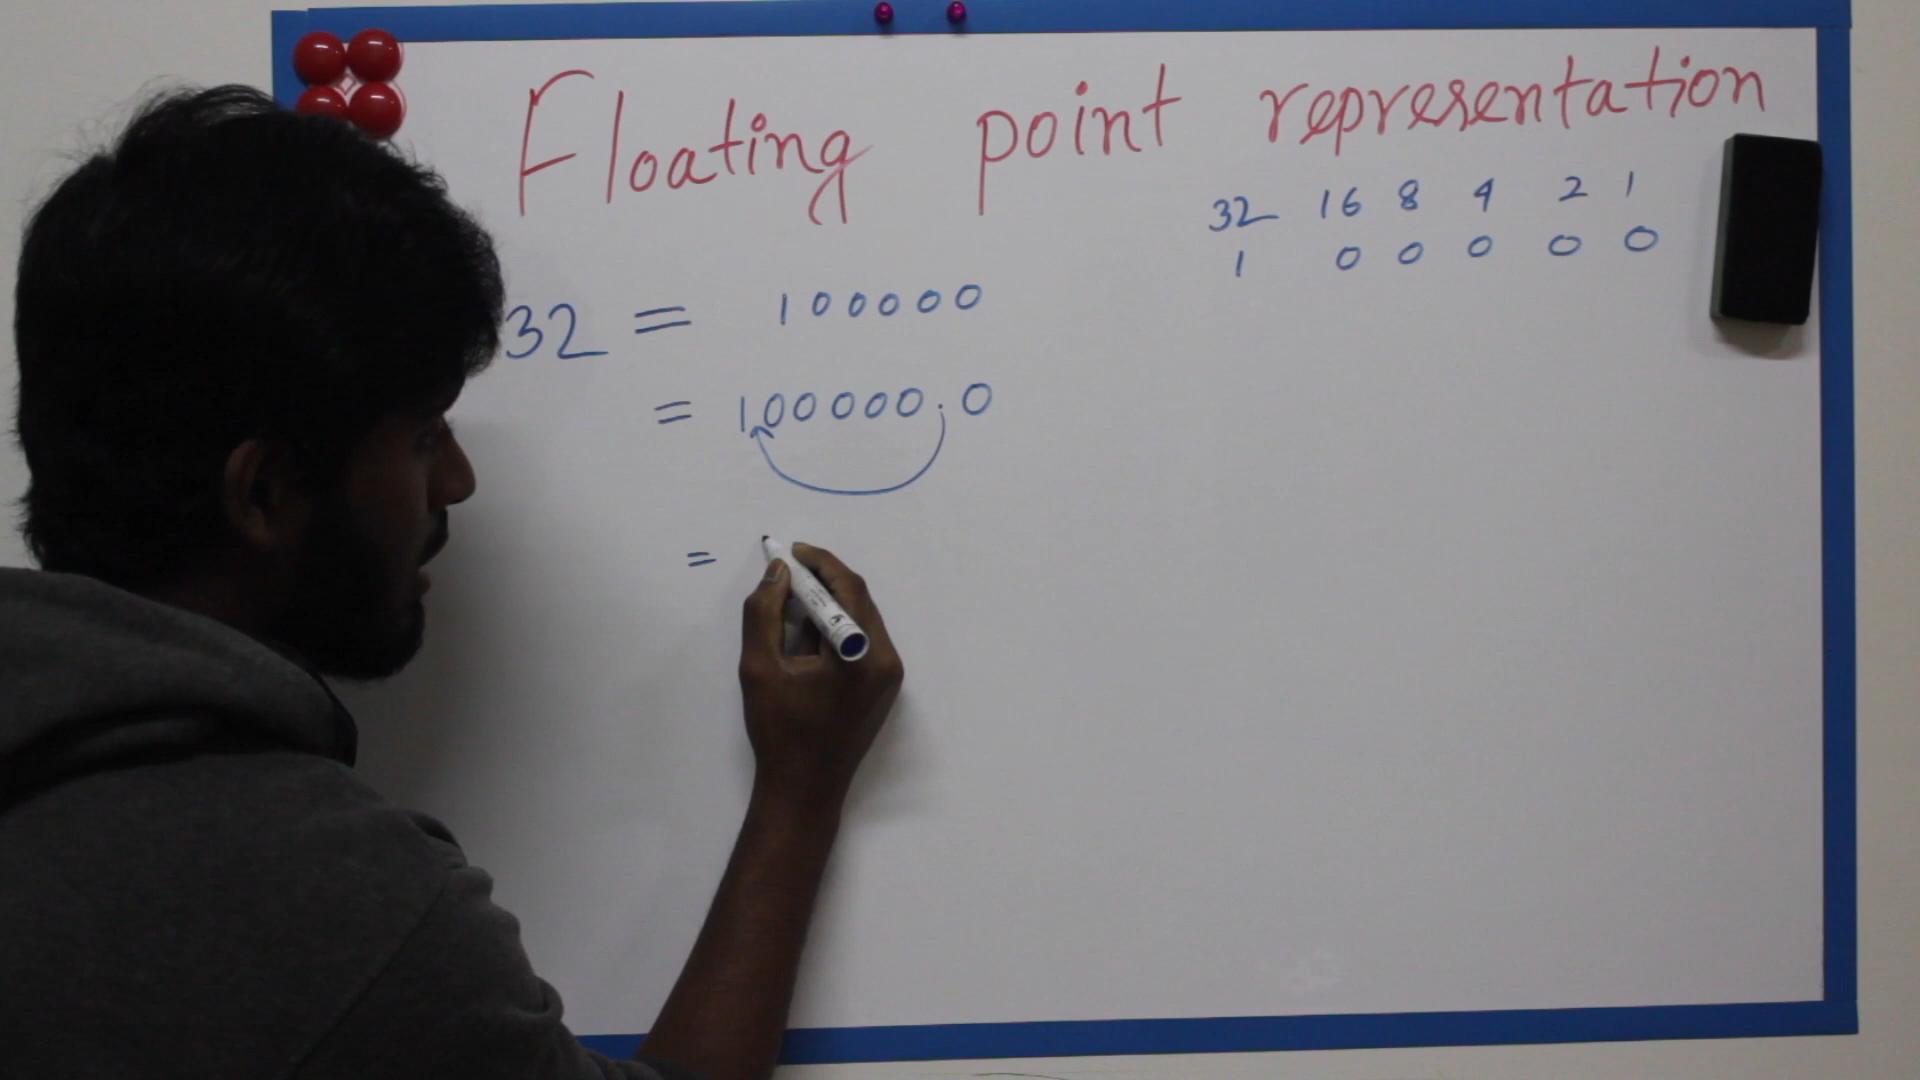 Floating point representation
32 16 8 4 2 1
1 0 0 0 0 0
32 = 100000
= 100000.0
=